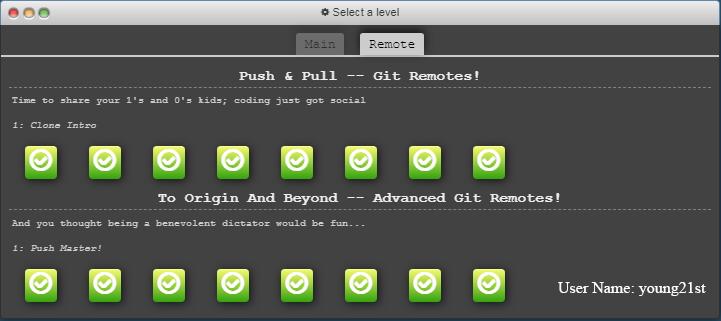 Select a level
Main Remote
Push & Pull -- Git Remotes!
Time to share your 1's and 0's kids; coding just got social
1: Clone Intro
To Origin And Beyond -- Advanced Git Remotes!
And you thought being a benevolent dictator would be fun...
1: Push Master!
User Name: young21st